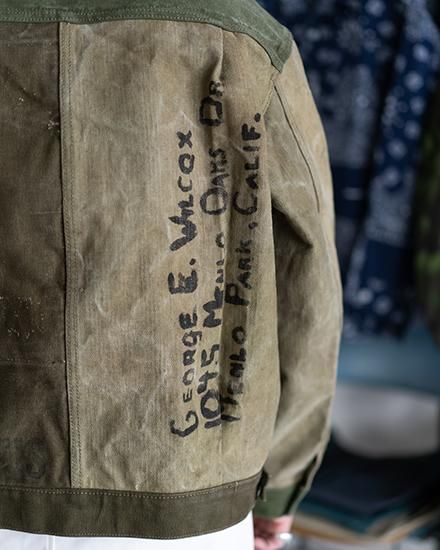 GEORGE E. WILCOX
1045 MENLO OAKS DR
MENLO PARK, CALIF.